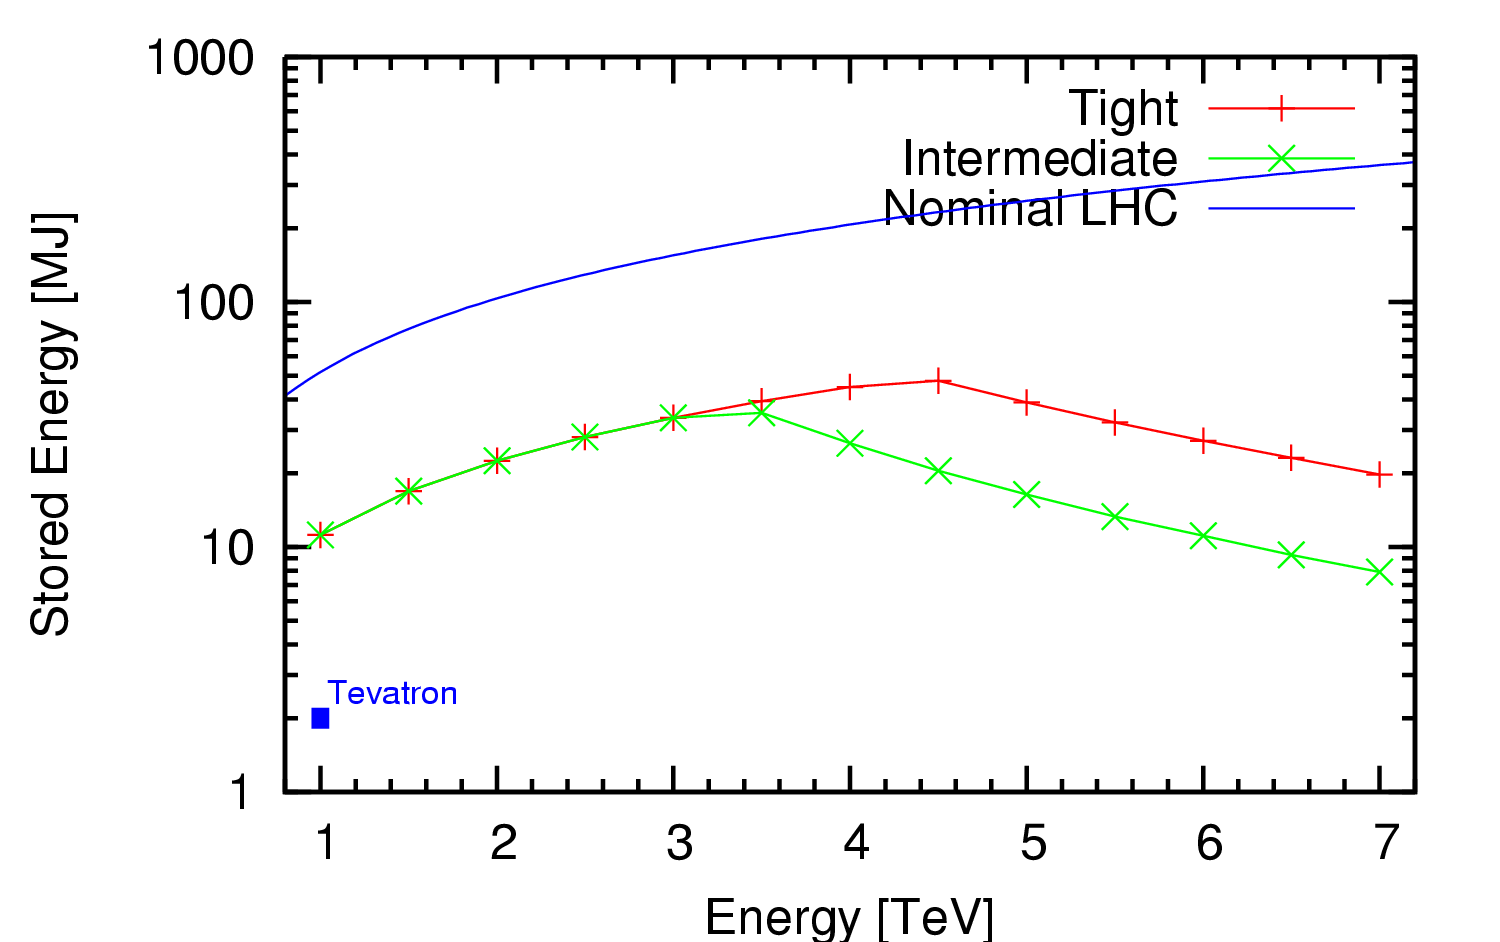 1000
100
10
1
Stored Energy [MJ]
Tight
Intermediate
Nominal LHC
Tevatron
1 2 3 4 5 6 7
Energy [TeV]